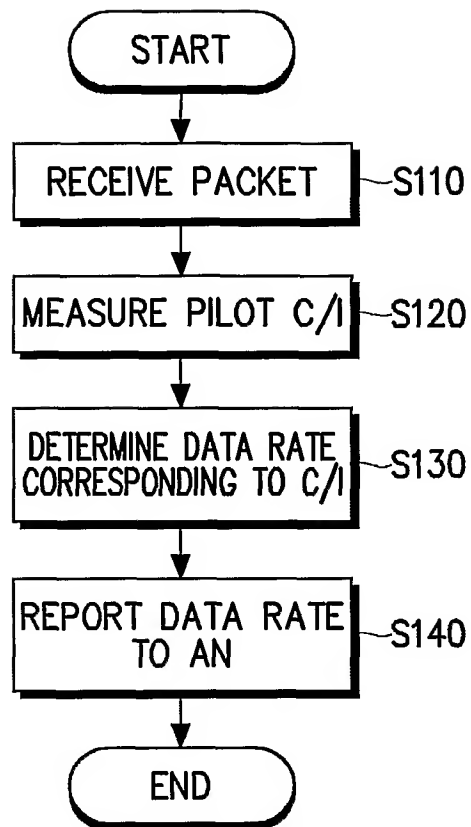 START
RECEIVE PACKET
S110
MEASURE PILOT C/I
S120
DETERMINE DATA RATE
CORRESPONDING TO C/I
S130
REPORT DATA RATE
TO AN
S140
END